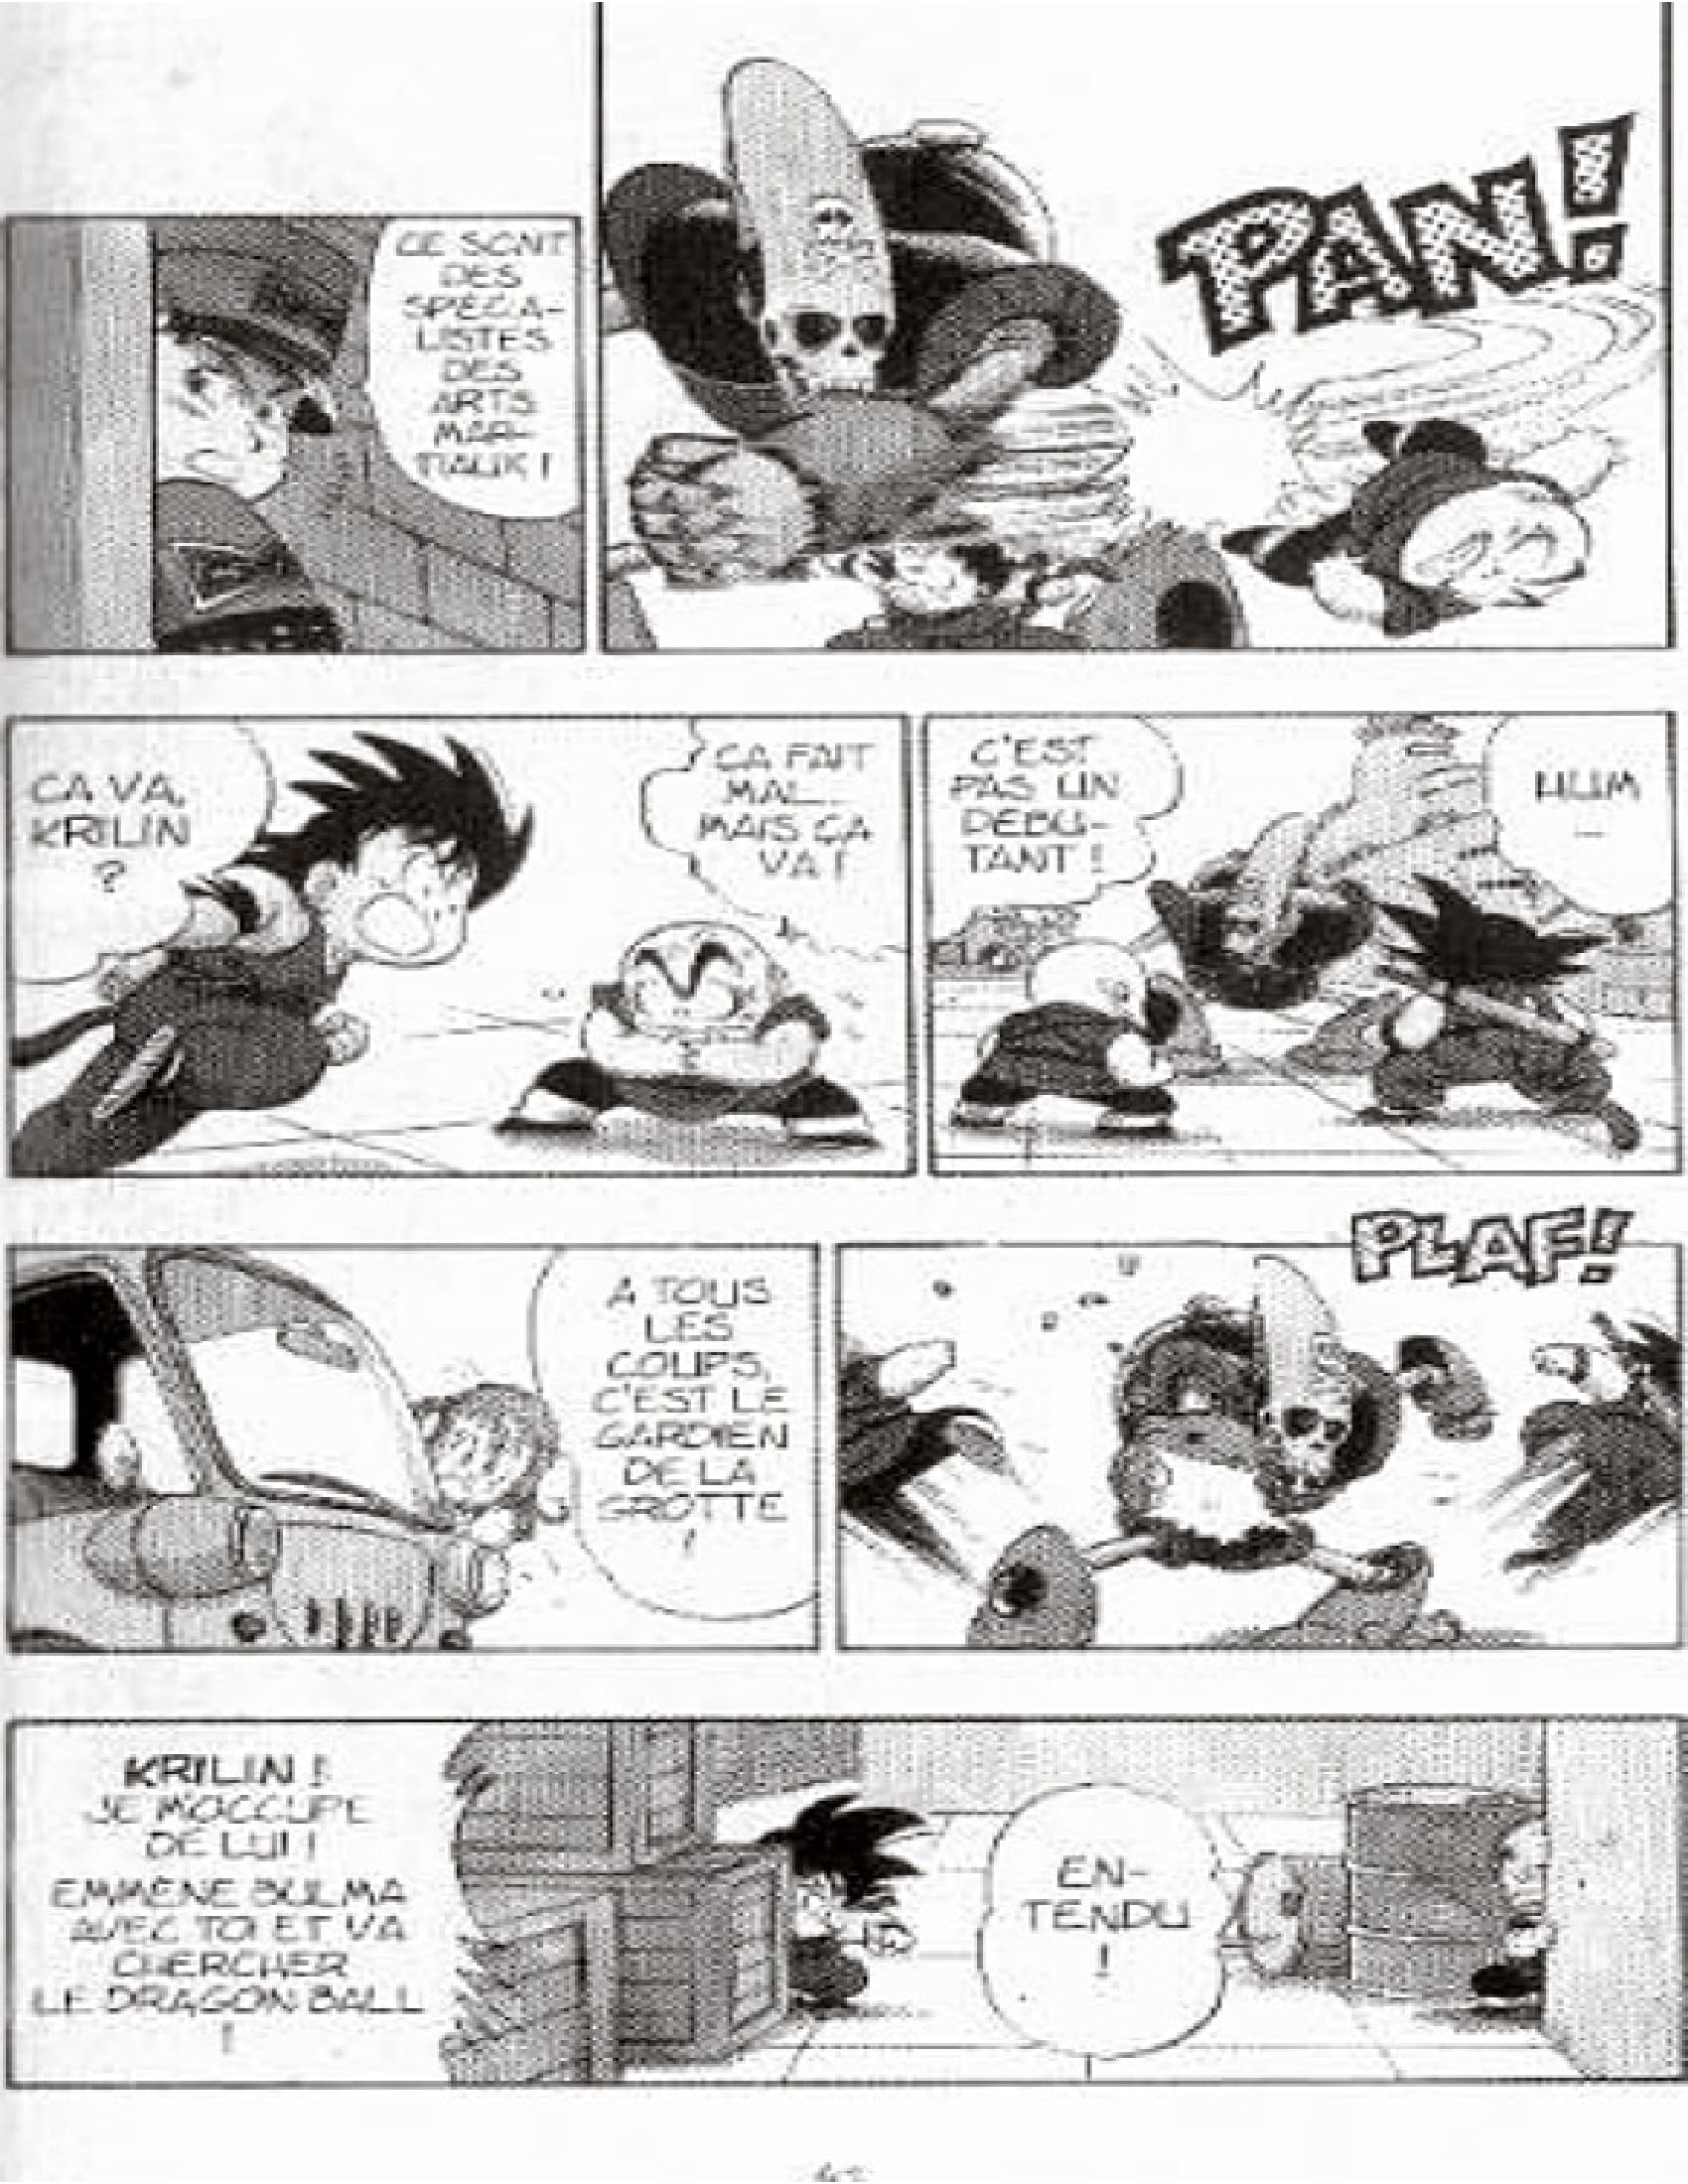 CE SONT
DES
SPÉCIA-
LISTES
DES
ARTS
MAR-
TIAUX !
PAN !
ÇA VA,
KRILIN
?
ÇA FAIT
MAL...
MAIS ÇA
VA !
C'EST
PAS UN
DÉBU-
TANT !
HUM
...
A TOUS
LES
COUPS,
C'EST LE
GARDIEN
DE LA
GROTTE
!
PLAF !
KRILIN !
JE M'OCCUPE
DE LUI !
EMMÈNE BULMA
AVEC TOI ET VA
CHERCHER
LE DRAGON BALL
!
EN-
TENDU
!